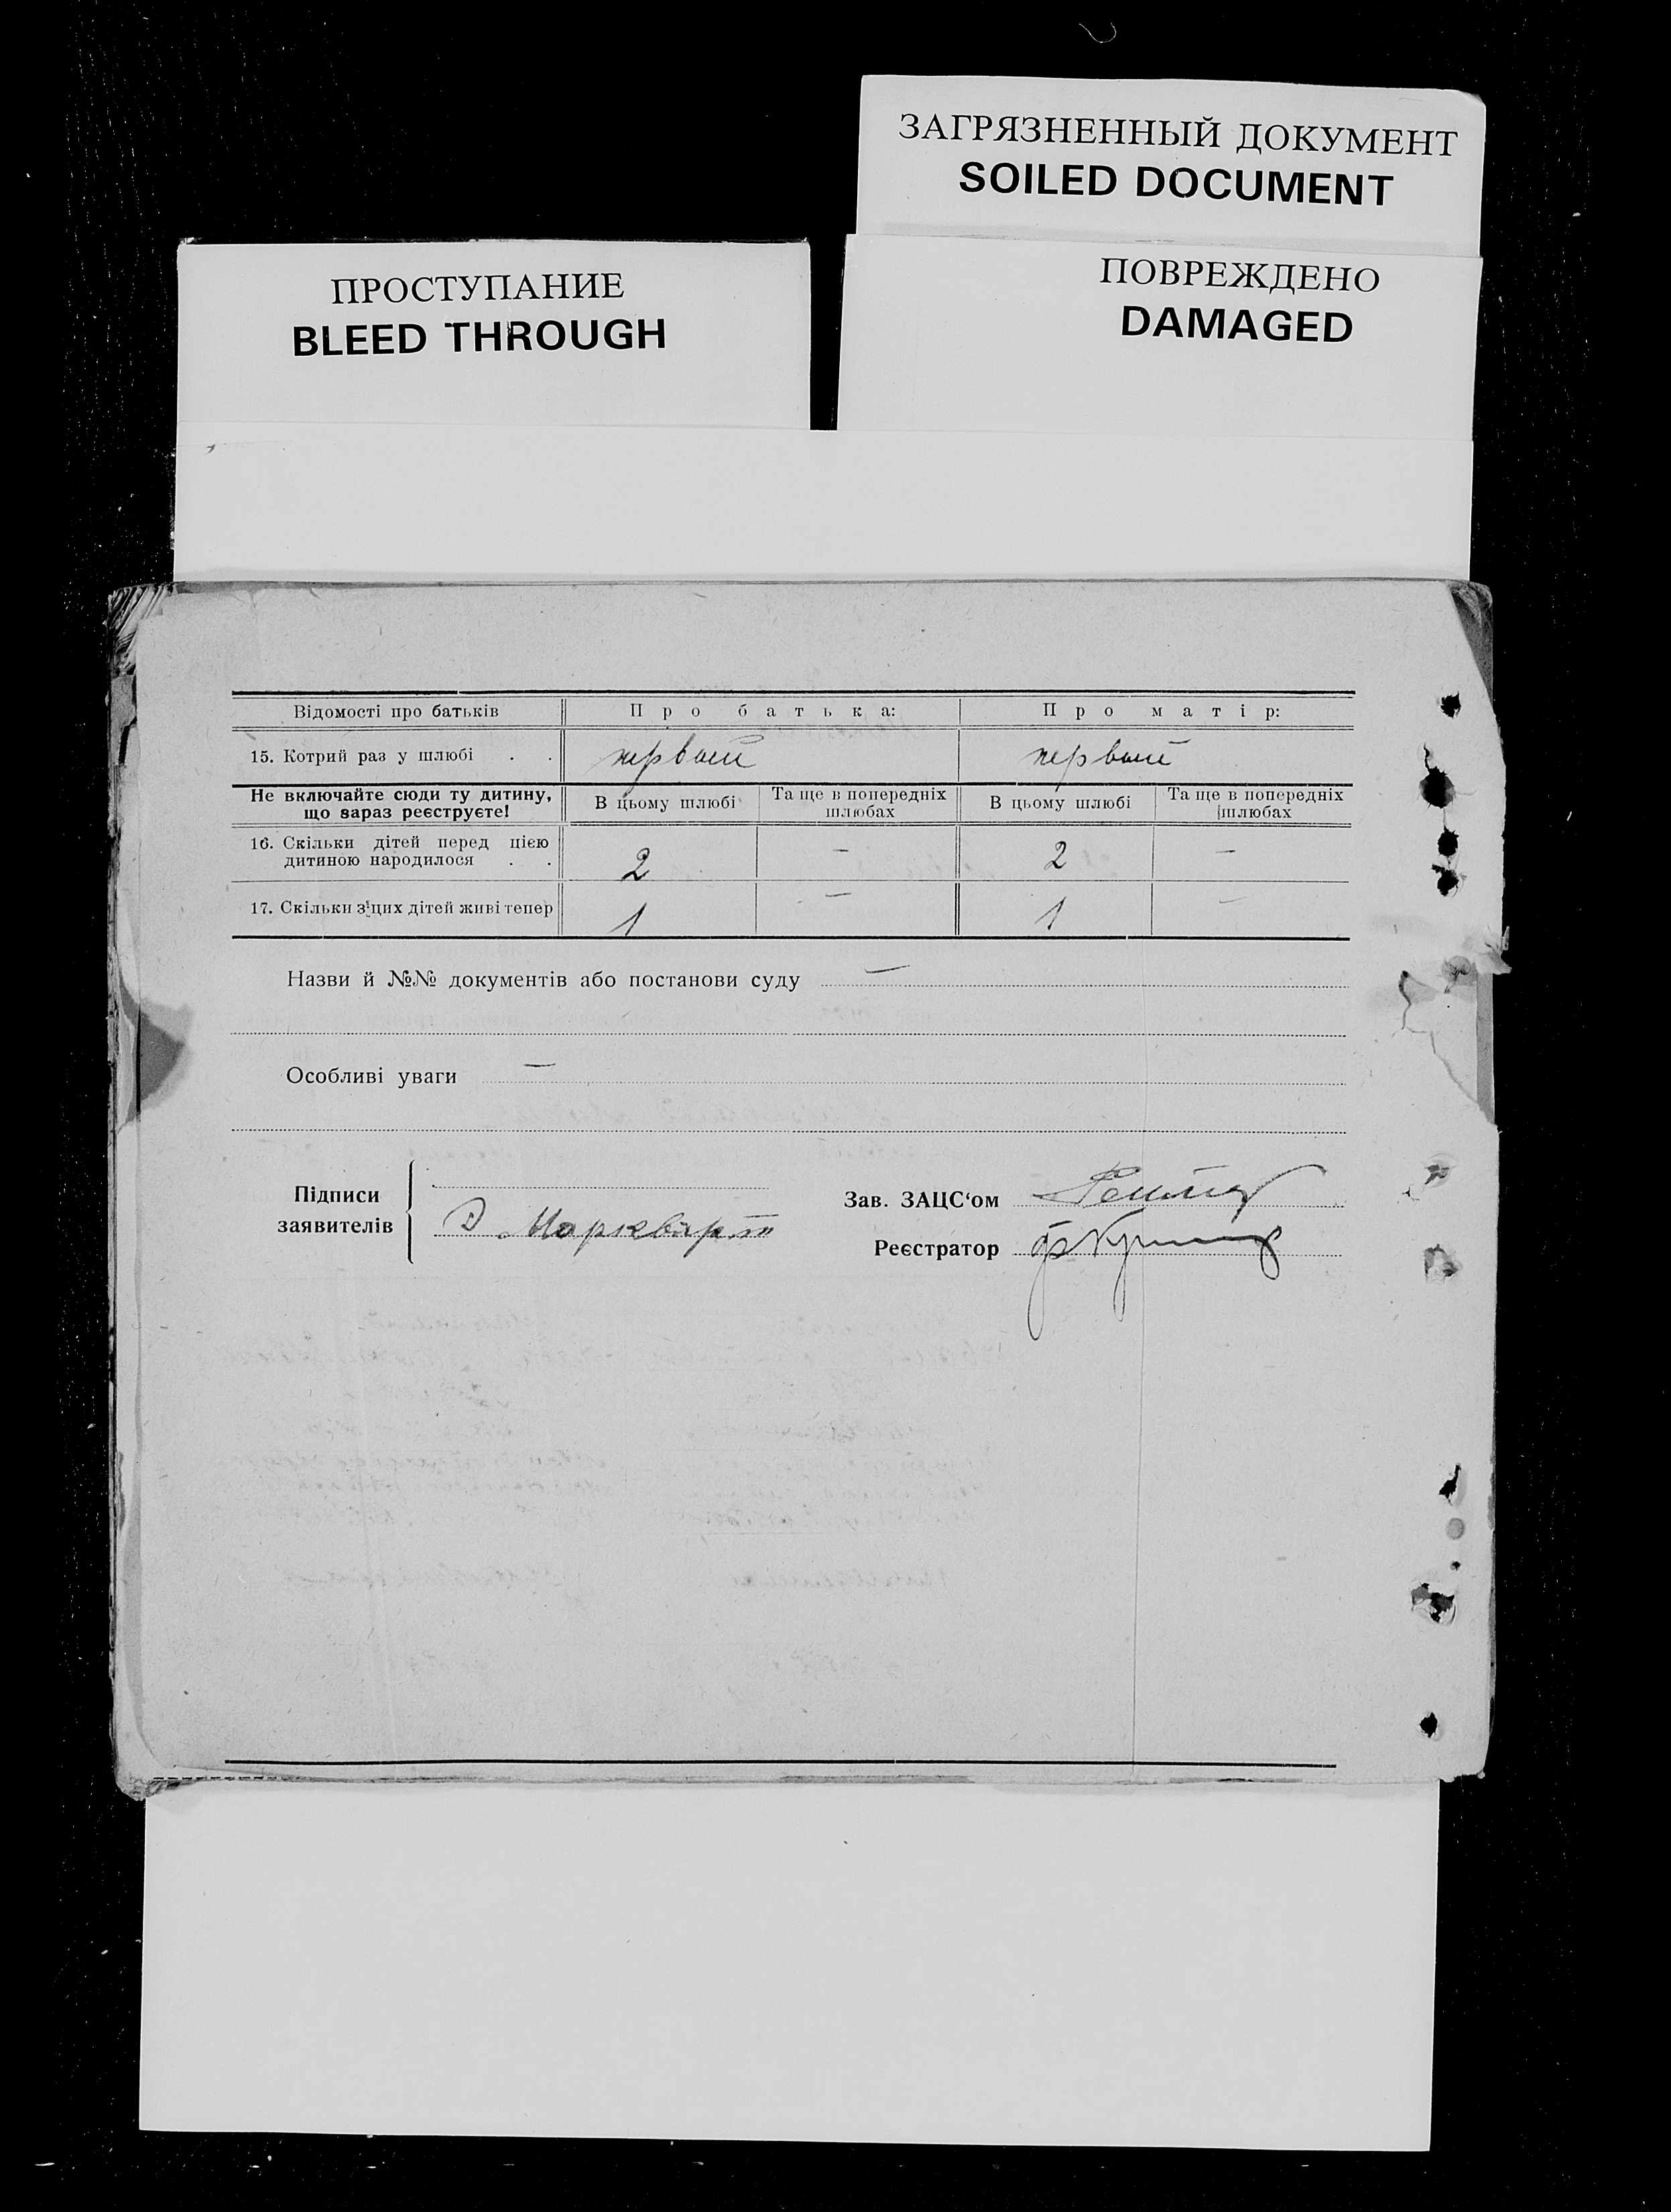 ЗАГРЯЗНЕННЫЙ ДОКУМЕНТ
SOILED DOCUMENT
ПРОСТУПАНИЕ
BLEED THROUGH
ПОВРЕЖДЕНО
DAMAGED
Відомості про батьків Про батька: Про матір:
15. Котрий раз у шлюбі . . первый первый
Не включайте сюди ту дитину, що зараз реєструєте! В цьому шлюбі Та ще в попередніх шлюбах В цьому шлюбі Та ще в попередніх шлюбах
16. Скільки дітей перед цією дитиною народилося . . 2 — 2 —
17. Скільки з цих дітей живі тепер 1 — 1 —
Назви й №№ документів або постанови суду —
Особливі уваги —
Підписи заявителів Д Маркварт
Зав. ЗАЦС‘ом
Реєстратор